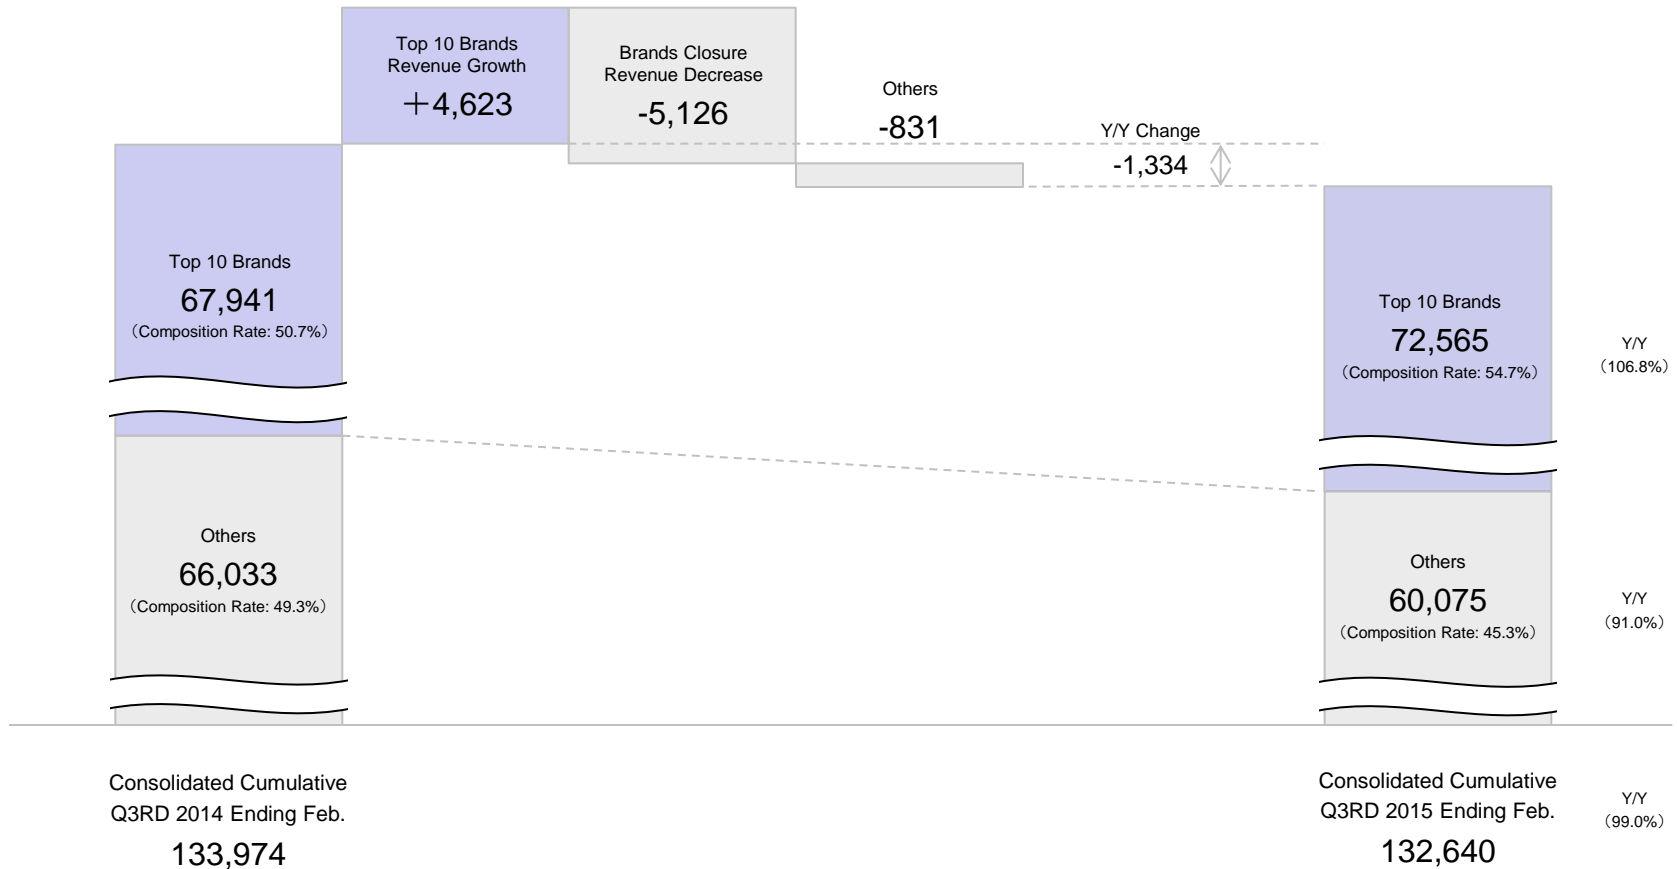 Top 10 Brands
Revenue Growth
+4,623
Brands Closure
Revenue Decrease
-5,126
Others
-831
Y/Y Change
-1,334
Top 10 Brands
67,941
(Composition Rate: 50.7%)
Top 10 Brands
72,565
(Composition Rate: 54.7%)
Y/Y
(106.8%)
Others
66,033
(Composition Rate: 49.3%)
Others
60,075
(Composition Rate: 45.3%)
Y/Y
(91.0%)
Consolidated Cumulative
Q3RD 2014 Ending Feb.
133,974
Consolidated Cumulative
Q3RD 2015 Ending Feb.
132,640
Y/Y
(99.0%)